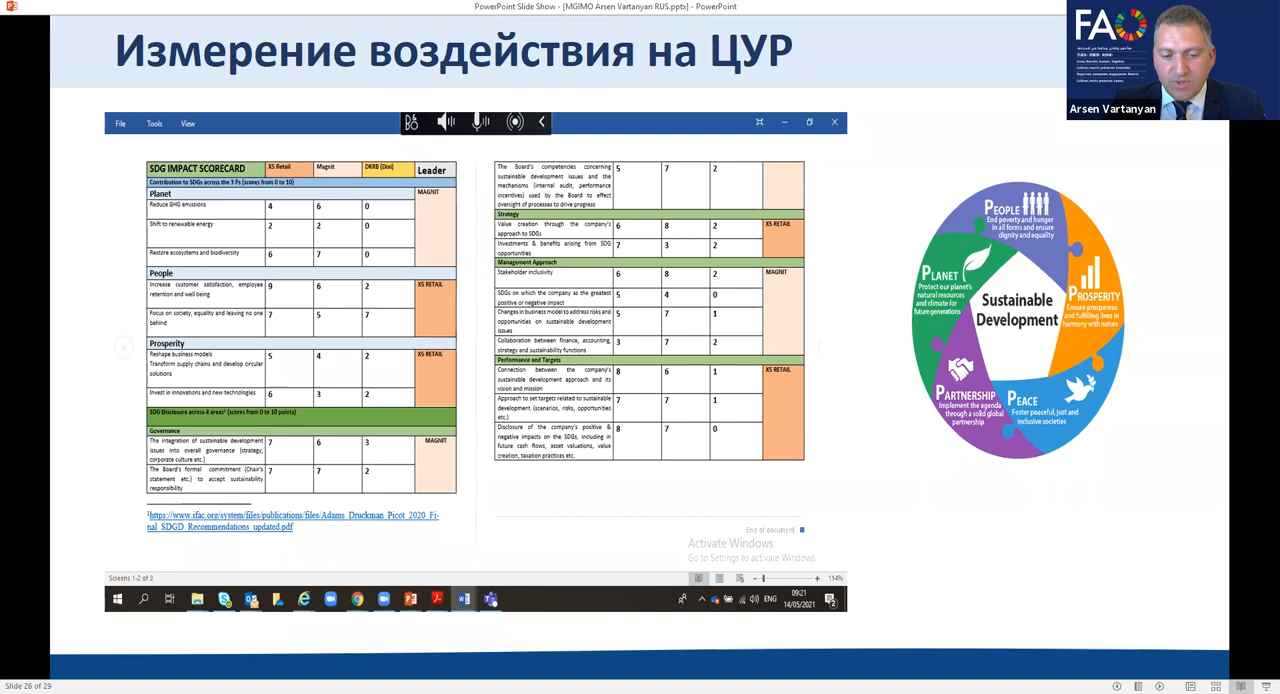 PowerPoint Slide Show - [MGIMO Arsen Vartanyan RUS.pptx] - PowerPoint
Измерение воздействия на ЦУР
FAO
Arsen Vartanyan
File Tools View
SDG IMPACT SCORECARD X5 Retail Magnit DKRB (Dixi) Leader
Contribution to SDGs across the 3 Ps (scores from 0 to 10)
Planet MAGNIT
Reduce GHG emissions 4 6 0
Shift to renewable energy 2 2 0
Restore ecosystems and biodiversity 6 7 0
People
Increase customer satisfaction, employee 9 6 2 X5 RETAIL
retention and well being
Focus on society, equality and leaving no one 7 5 7
behind
Prosperity
Reshape business models 5 4 2 X5 RETAIL
Transform supply chains and develop circular
solutions
Invest in innovations and new technologies 6 3 2
SDG Disclosure across 4 areas¹ (scores from 0 to 10 points)
Governance
The integration of sustainable development 7 6 3 MAGNIT
issues into overall governance (strategy,
corporate culture etc.)
The Board's formal commitment (Chair's 7 7 2
statement etc.) to accept sustainability
responsibility
¹https://www.ifac.org/system/files/publications/files/Adams_Druckman_Picot_2020_Fi-
nal_SDGD_Recommendations_updated.pdf
The Board's competencies concerning 5 7 2
sustainable development issues and the
mechanisms (internal audit, performance
incentives) used by the Board to effect
oversight of processes to drive progress
Strategy
Value creation through the company's 6 8 2 X5 RETAIL
approach to SDGs
Investments & benefits arising from SDG 7 3 2
opportunities
Management Approach
Stakeholder inclusivity 6 8 2 MAGNIT
SDGs on which the company as the greatest 5 4 0
positive or negative impact
Changes in business model to address risks and 5 7 1
opportunities on sustainable development
issues
Collaboration between finance, accounting, 3 7 2
strategy and sustainability functions
Performance and Targets
Connection between the company's 8 6 1 X5 RETAIL
sustainable development approach and its
vision and mission
Approach to set targets related to sustainable 7 7 1
development (scenarios, risks, opportunities
etc.)
Disclosure of the company's positive & 8 7 0
negative impacts on the SDGs, including in
future cash flows, asset valuations, value
creation, taxation practices etc.
End of document
Activate Windows
Go to Settings to activate Windows.
Screens 1-2 of 2 114%
ENG 09:21
14/05/2021
PEOPLE
End poverty and hunger
in all forms and ensure
dignity and equality
PLANET
Protect our planet's
natural resources
and climate for
future generations
PROSPERITY
Ensure prosperous
and fulfilling lives in
harmony with nature
Sustainable
Development
PARTNERSHIP
Implement the agenda
through a solid global
partnership
PEACE
Foster peaceful, just and
inclusive societies
Slide 26 of 29